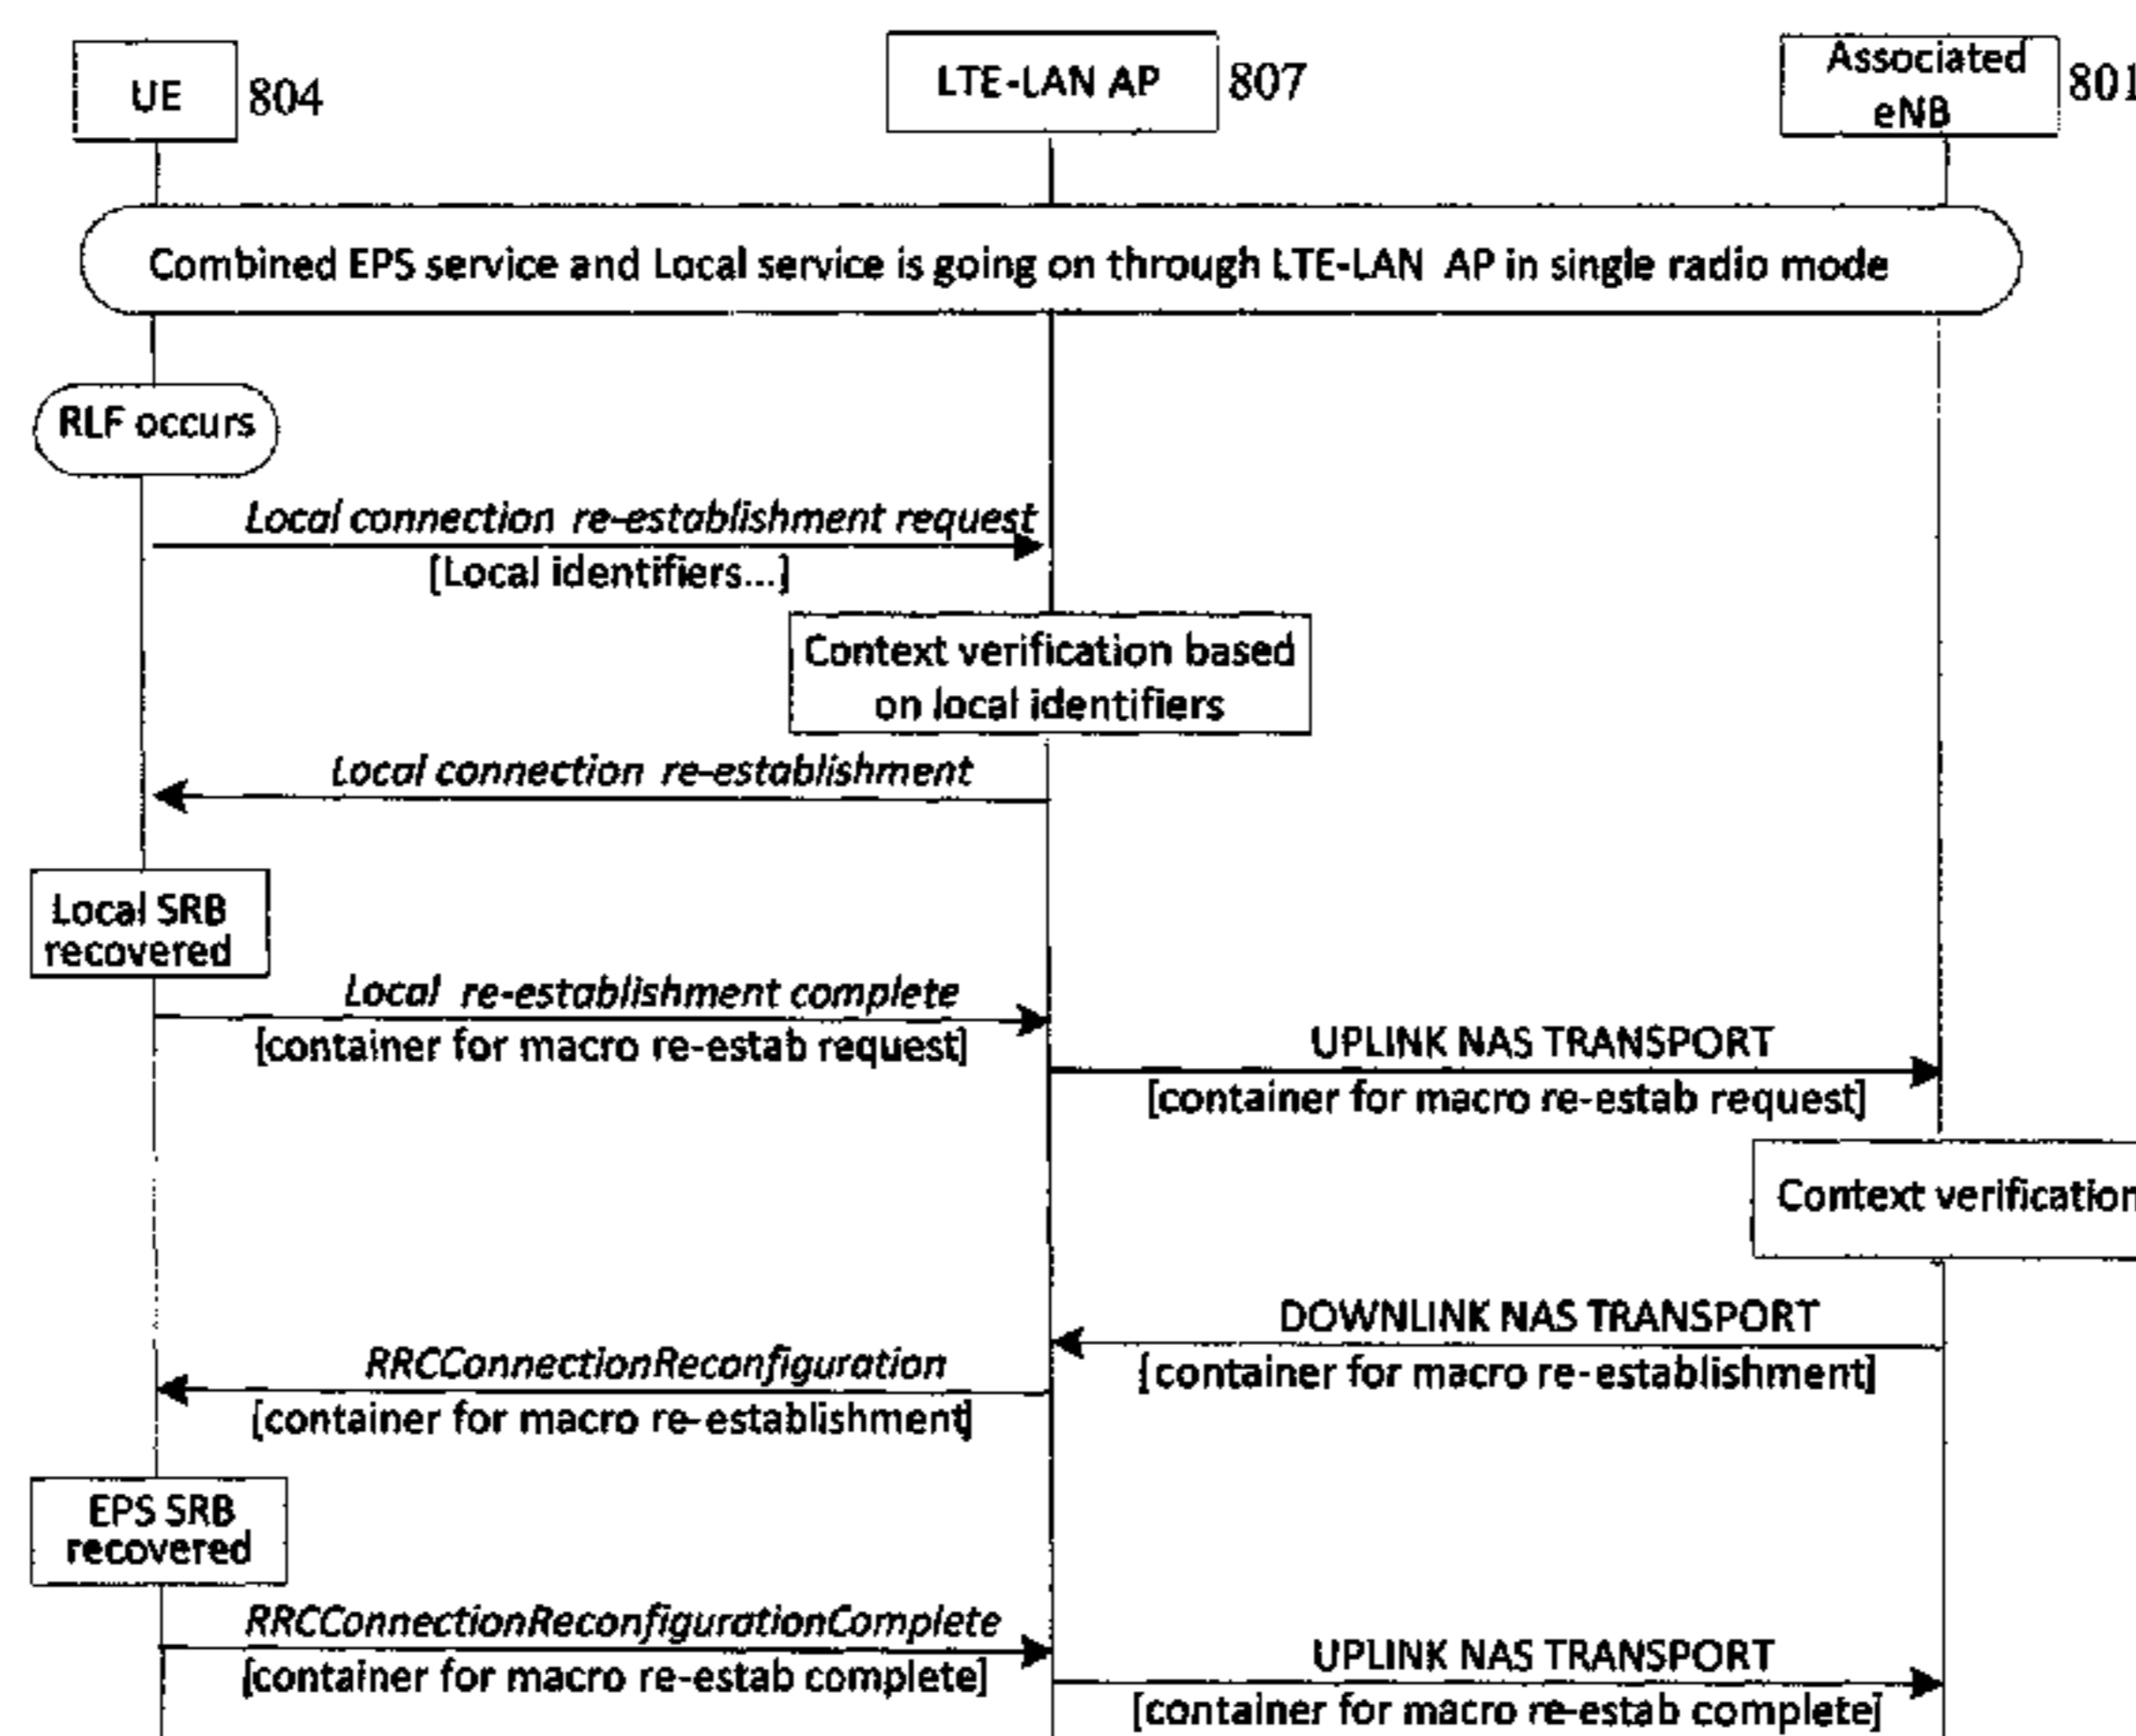 UE 804
LTE-LAN AP 807
Associated
eNB 801
Combined EPS service and Local service is going on through LTE-LAN AP in single radio mode
RLF occurs
Local connection re-establishment request
[Local identifiers...]
Context verification based
on local identifiers
Local connection re-establishment
Local SRB
recovered
Local re-establishment complete
[container for macro re-estab request]
UPLINK NAS TRANSPORT
[container for macro re-estab request]
Context verification
DOWNLINK NAS TRANSPORT
[container for macro re-establishment]
RRCConnectionReconfiguration
[container for macro re-establishment]
EPS SRB
recovered
RRCConnectionReconfigurationComplete
[container for macro re-estab complete]
UPLINK NAS TRANSPORT
[container for macro re-estab complete]